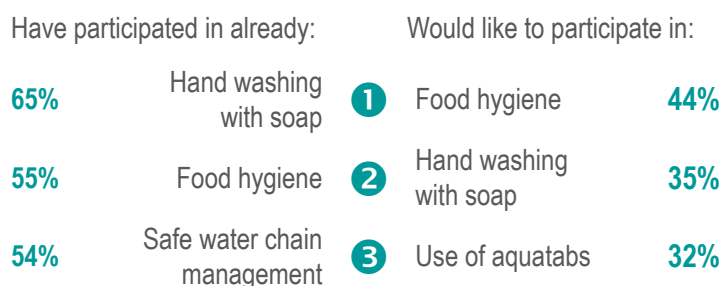 Have participated in already: Would like to participate in:
65% Hand washing with soap 1 Food hygiene 44%
55% Food hygiene 2 Hand washing with soap 35%
54% Safe water chain management 3 Use of aquatabs 32%